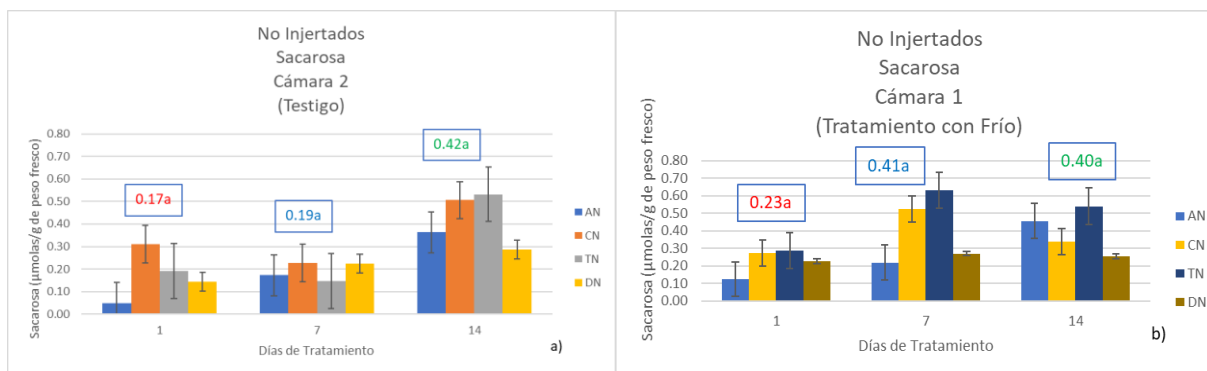 No Injertados
Sacarosa
Cámara 2
(Testigo)
Sacarosa (µmolas/g de peso fresco)
0.80
0.70
0.60
0.50
0.40
0.30
0.20
0.10
0.00
0.17a
0.19a
0.42a
1
7
14
Días de Tratamiento
AN
CN
TN
DN
a)
No Injertados
Sacarosa
Cámara 1
(Tratamiento con Frío)
Sacarosa (µmolas/g de peso fresco)
0.80
0.70
0.60
0.50
0.40
0.30
0.20
0.10
0.00
0.23a
0.41a
0.40a
1
7
14
Días de Tratamiento
AN
CN
TN
DN
b)